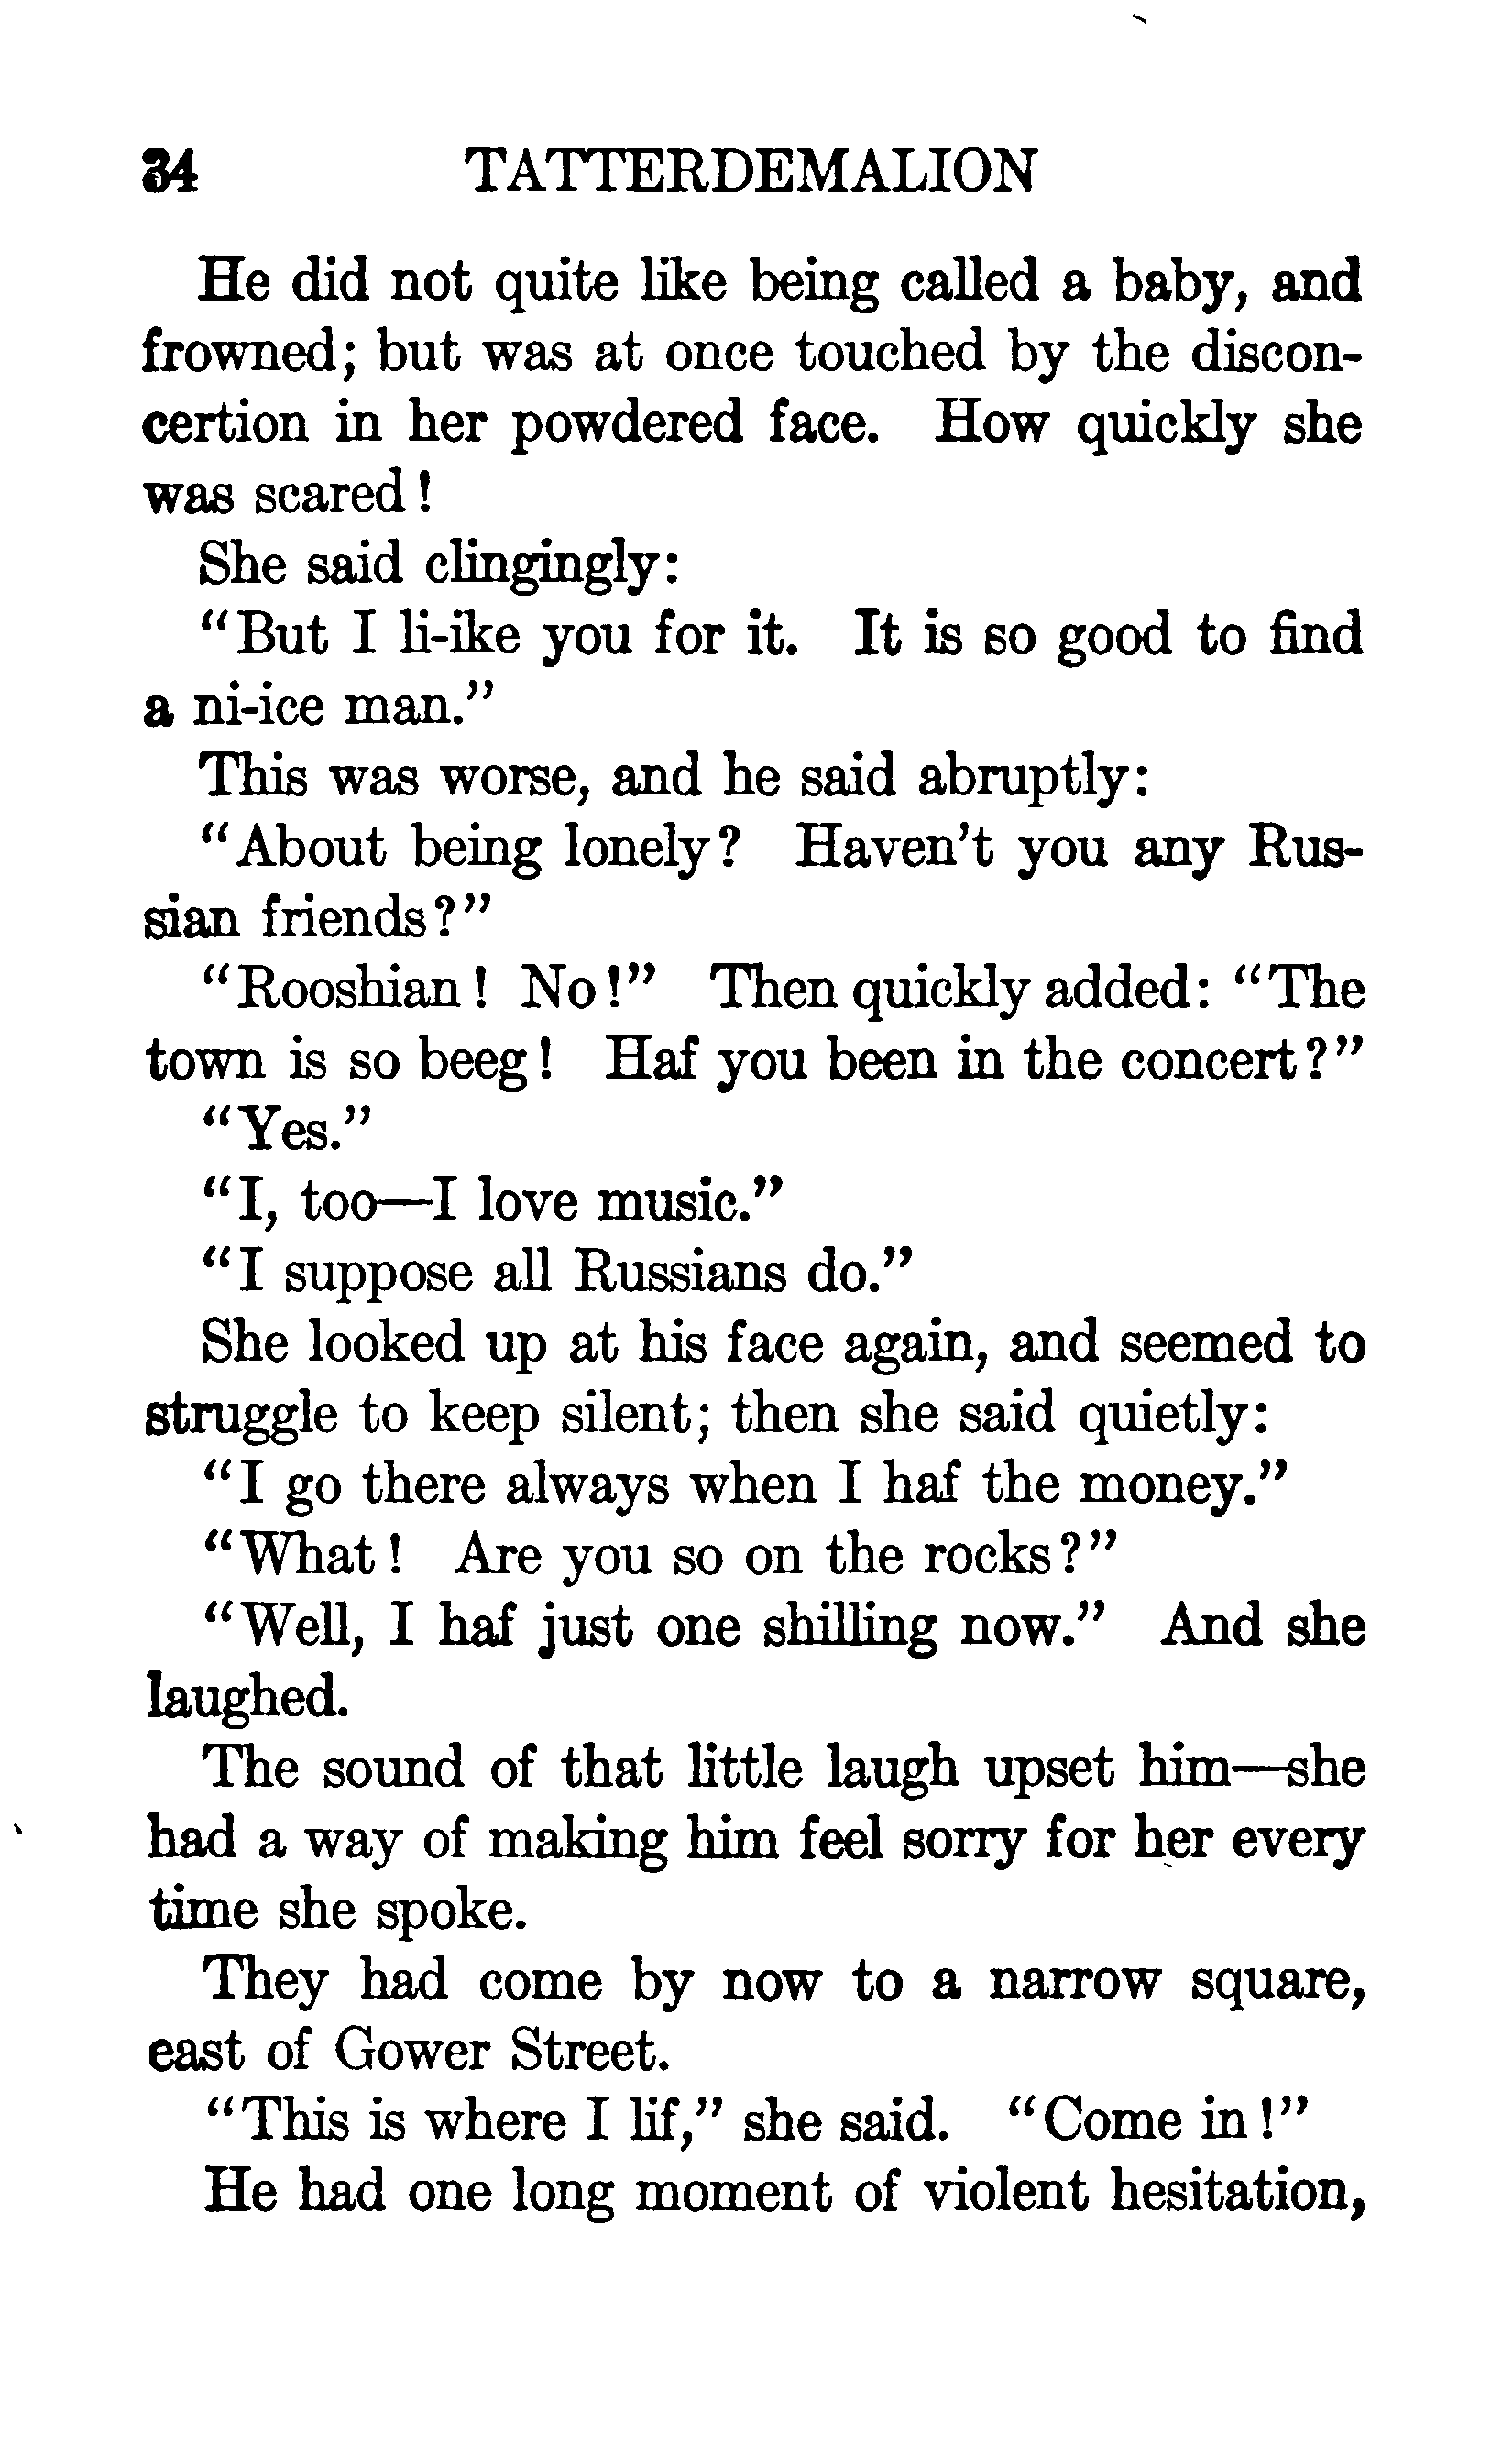 34 TATTERDEMALION
He did not quite like being called a baby, and
frowned; but was at once touched by the discon-
certion in her powdered face. How quickly she
was scared!
She said clingingly:
"But I li-ike you for it. It is so good to find
a ni-ice man."
This was worse, and he said abruptly:
"About being lonely? Haven't you any Rus-
sian friends?"
"Rooshian! No!" Then quickly added: "The
town is so beeg! Haf you been in the concert?"
"Yes."
"I, too—I love music."
"I suppose all Russians do."
She looked up at his face again, and seemed to
struggle to keep silent; then she said quietly:
"I go there always when I haf the money."
"What! Are you so on the rocks?"
"Well, I haf just one shilling now." And she
laughed.
The sound of that little laugh upset him—she
had a way of making him feel sorry for her every
time she spoke.
They had come by now to a narrow square,
east of Gower Street.
"This is where I lif," she said. "Come in!"
He had one long moment of violent hesitation,